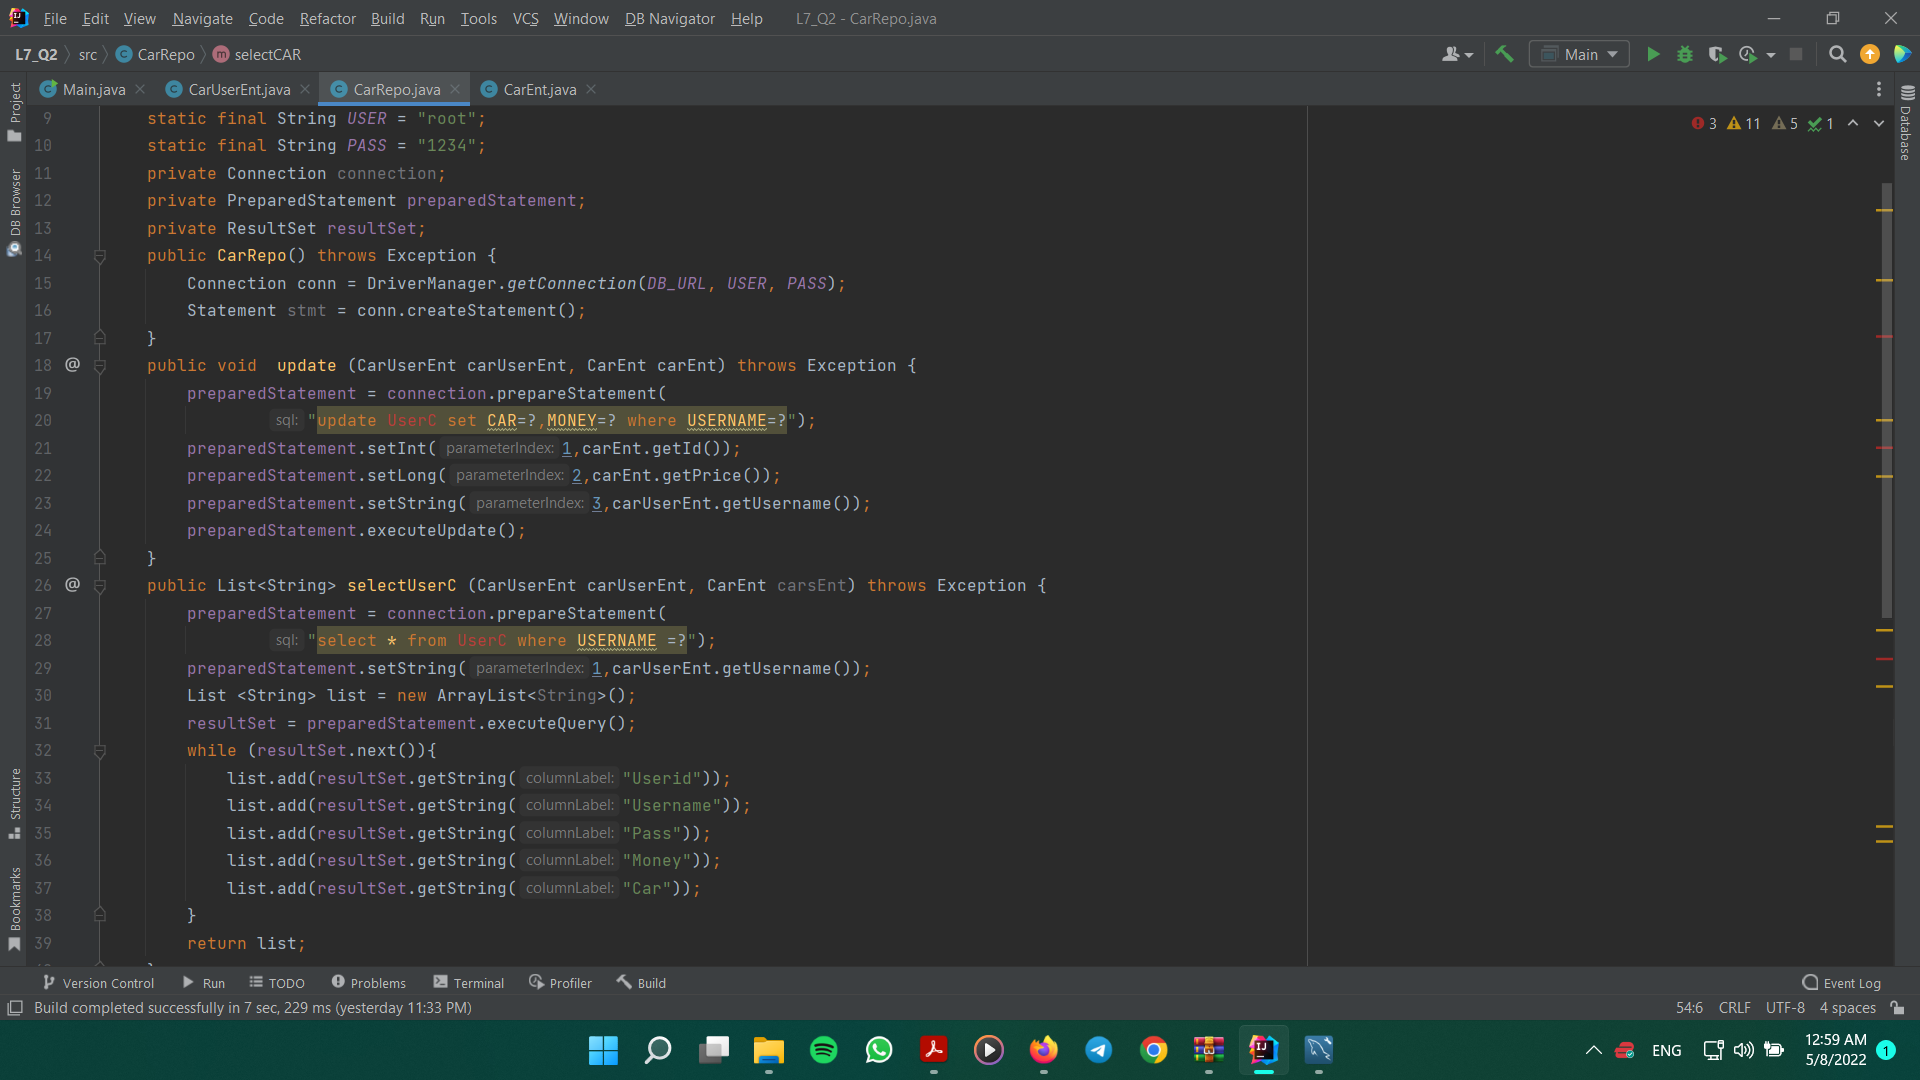 File Edit View Navigate Code Refactor Build Run Tools VCS Window DB Navigator Help L7_Q2 - CarRepo.java
L7_Q2 src CarRepo selectCAR Main
Main.java CarUserEnt.java CarRepo.java CarEnt.java
Project
DB Browser
Structure
Bookmarks
Database
3 11 5 1
9 static final String USER = "root";
10 static final String PASS = "1234";
11 private Connection connection;
12 private PreparedStatement preparedStatement;
13 private ResultSet resultSet;
14 public CarRepo() throws Exception {
15 Connection conn = DriverManager.getConnection(DB_URL, USER, PASS);
16 Statement stmt = conn.createStatement();
17 }
18 @ public void  update (CarUserEnt carUserEnt, CarEnt carEnt) throws Exception {
19 preparedStatement = connection.prepareStatement(
20 sql: "update UserC set CAR=?,MONEY=? where USERNAME=?");
21 preparedStatement.setInt( parameterIndex: 1,carEnt.getId());
22 preparedStatement.setLong( parameterIndex: 2,carEnt.getPrice());
23 preparedStatement.setString( parameterIndex: 3,carUserEnt.getUsername());
24 preparedStatement.executeUpdate();
25 }
26 @ public List<String> selectUserC (CarUserEnt carUserEnt, CarEnt carsEnt) throws Exception {
27 preparedStatement = connection.prepareStatement(
28 sql: "select * from UserC where USERNAME =?");
29 preparedStatement.setString( parameterIndex: 1,carUserEnt.getUsername());
30 List <String> list = new ArrayList<String>();
31 resultSet = preparedStatement.executeQuery();
32 while (resultSet.next()){
33 list.add(resultSet.getString( columnLabel: "Userid"));
34 list.add(resultSet.getString( columnLabel: "Username"));
35 list.add(resultSet.getString( columnLabel: "Pass"));
36 list.add(resultSet.getString( columnLabel: "Money"));
37 list.add(resultSet.getString( columnLabel: "Car"));
38 }
39 return list;
Version Control Run TODO Problems Terminal Profiler Build Event Log
Build completed successfully in 7 sec, 229 ms (yesterday 11:33 PM) 54:6 CRLF UTF-8 4 spaces
ENG 12:59 AM
5/8/2022 1